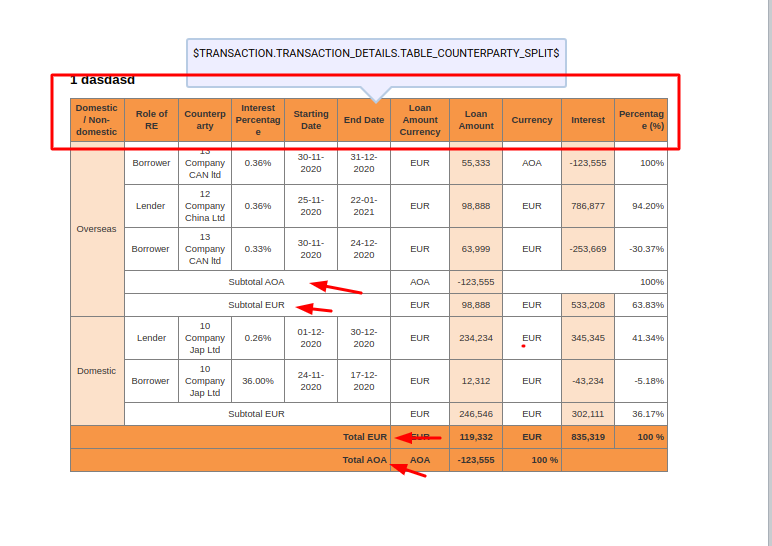 $TRANSACTION.TRANSACTION_DETAILS.TABLE_COUNTERPARTY_SPLIT$
1 dasdasd
Domestic / Non-domestic Role of RE Counterparty Interest Percentage Starting Date End Date Loan Amount Currency Loan Amount Currency Interest Percentage (%)
Overseas
Borrower 13 Company CAN ltd 0.36% 30-11-2020 31-12-2020 EUR 55,333 AOA -123,555 100%
Lender 12 Company China Ltd 0.36% 25-11-2020 22-01-2021 EUR 98,888 EUR 786,877 94.20%
Borrower 13 Company CAN ltd 0.33% 30-11-2020 24-12-2020 EUR 63,999 EUR -253,669 -30.37%
Subtotal AOA AOA -123,555 100%
Subtotal EUR EUR 98,888 EUR 533,208 63.83%
Domestic
Lender 10 Company Jap Ltd 0.26% 01-12-2020 30-12-2020 EUR 234,234 EUR 345,345 41.34%
Borrower 10 Company Jap Ltd 36.00% 24-11-2020 17-12-2020 EUR 12,312 EUR -43,234 -5.18%
Subtotal EUR EUR 246,546 EUR 302,111 36.17%
Total EUR EUR 119,332 EUR 835,319 100 %
Total AOA AOA -123,555 100 %